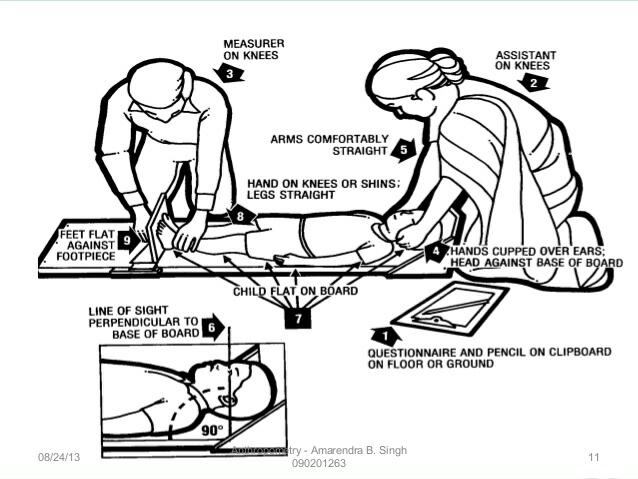 MEASURER
ON KNEES
3
ASSISTANT
ON KNEES
2
ARMS COMFORTABLY
STRAIGHT
5
HAND ON KNEES OR SHINS;
LEGS STRAIGHT
8
FEET FLAT
AGAINST
FOOTPIECE
9
4
HANDS CUPPED OVER EARS;
HEAD AGAINST BASE OF BOARD
CHILD FLAT ON BOARD
7
LINE OF SIGHT
PERPENDICULAR TO
BASE OF BOARD
6
1
QUESTIONNAIRE AND PENCIL ON CLIPBOARD
ON FLOOR OR GROUND
90°
08/24/13
Anthropometry - Amarendra B. Singh
090201263
11